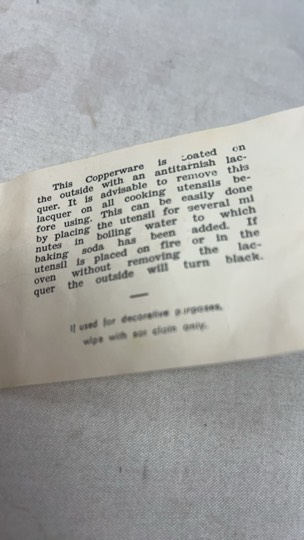 This Copperware is coated on
the outside with an antitarnish lac-
quer. It is advisable to remove this
lacquer on all cooking utensils be-
fore using. This can be easily done
by placing the utensil for several mi
nutes in boiling water to which
baking soda has been added. If
utensil is placed on fire or in the
oven without removing the lac-
quer the outside will turn black.
If used for decorative purposes,
wipe with soft cloth only.